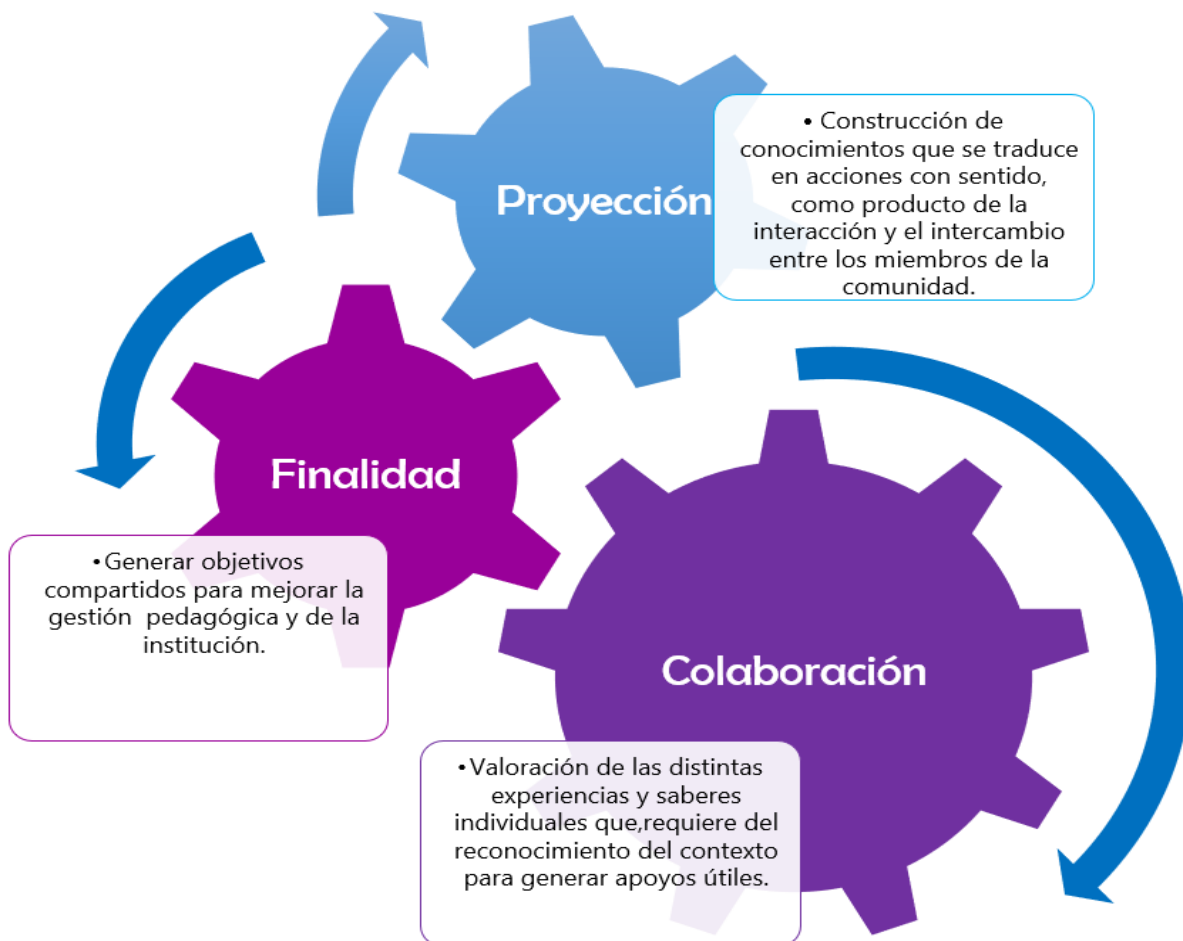 Proyección
• Construcción de
conocimientos que se traduce
en acciones con sentido,
como producto de la
interacción y el intercambio
entre los miembros de la
comunidad.
Finalidad
•Generar objetivos
compartidos para mejorar la
gestión  pedagógica y de la
institución.
Colaboración
•Valoración de las distintas
experiencias y saberes
individuales que,requiere del
reconocimiento del contexto
para generar apoyos útiles.